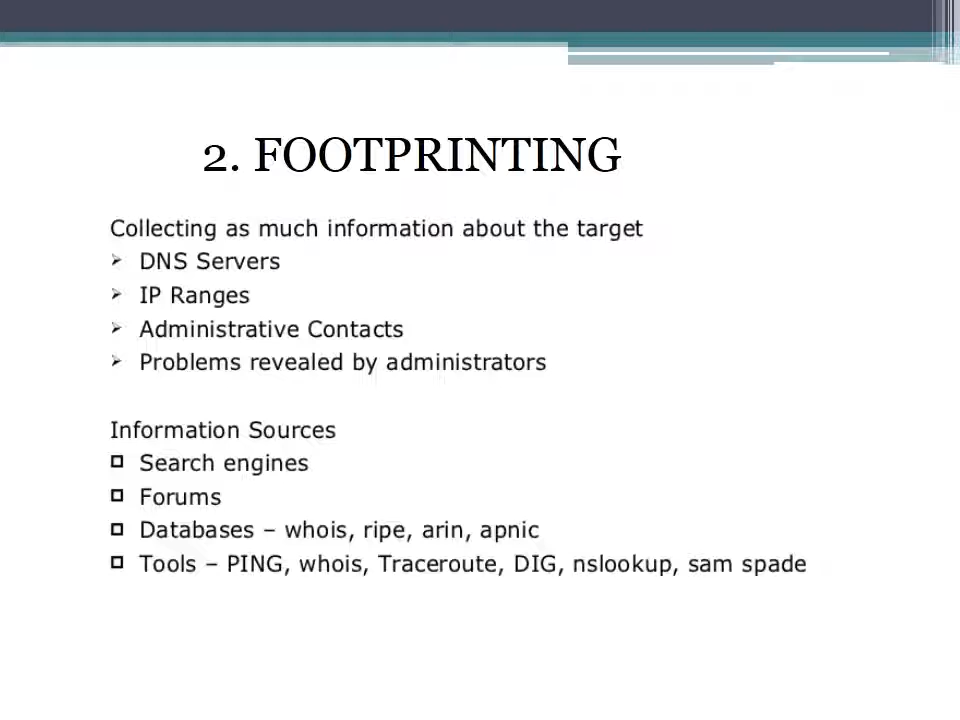 2. FOOTPRINTING
Collecting as much information about the target
➢ DNS Servers
➢ IP Ranges
➢ Administrative Contacts
➢ Problems revealed by administrators
Information Sources
Search engines
Forums
Databases – whois, ripe, arin, apnic
Tools – PING, whois, Traceroute, DIG, nslookup, sam spade